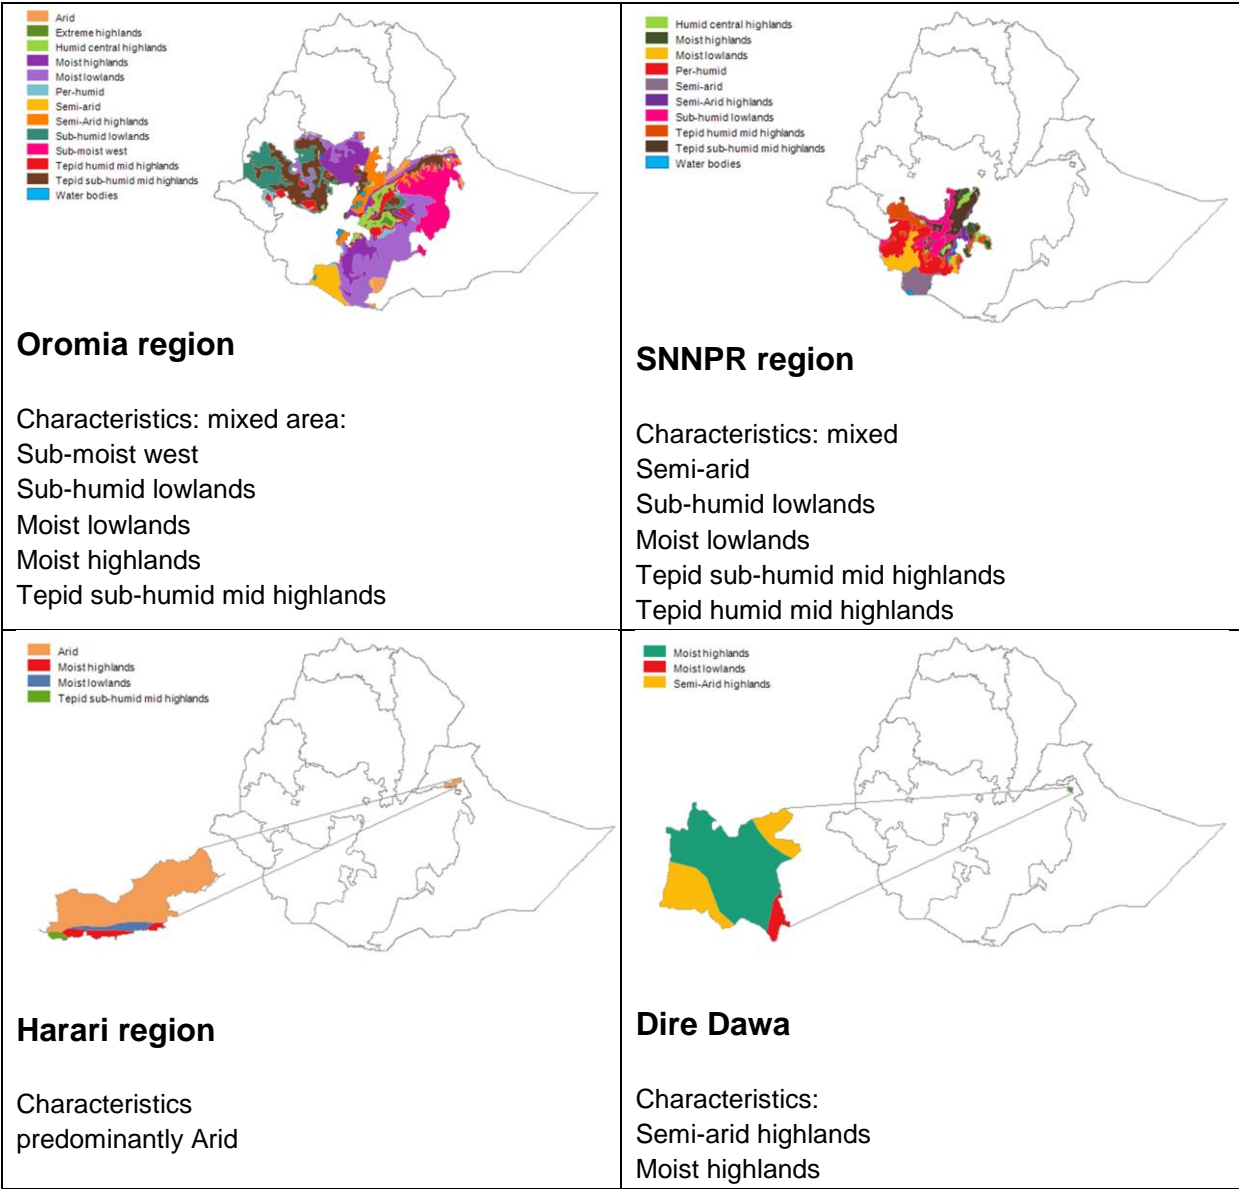 Arid
Extreme highlands
Humid central highlands
Moist highlands
Moist lowlands
Per-humid
Semi-arid
Semi-Arid highlands
Sub-humid lowlands
Sub-moist west
Tepid humid mid highlands
Tepid sub-humid mid highlands
Water bodies
Oromia region
Characteristics: mixed area:
Sub-moist west
Sub-humid lowlands
Moist lowlands
Moist highlands
Tepid sub-humid mid highlands
Humid central highlands
Moist highlands
Moist lowlands
Per-humid
Semi-arid
Semi-Arid highlands
Sub-humid lowlands
Tepid humid mid highlands
Tepid sub-humid mid highlands
Water bodies
SNNPR region
Characteristics: mixed
Semi-arid
Sub-humid lowlands
Moist lowlands
Tepid sub-humid mid highlands
Tepid humid mid highlands
Arid
Moist highlands
Moist lowlands
Tepid sub-humid mid highlands
Harari region
Characteristics
predominantly Arid
Moist highlands
Moist lowlands
Semi-Arid highlands
Dire Dawa
Characteristics:
Semi-arid highlands
Moist highlands